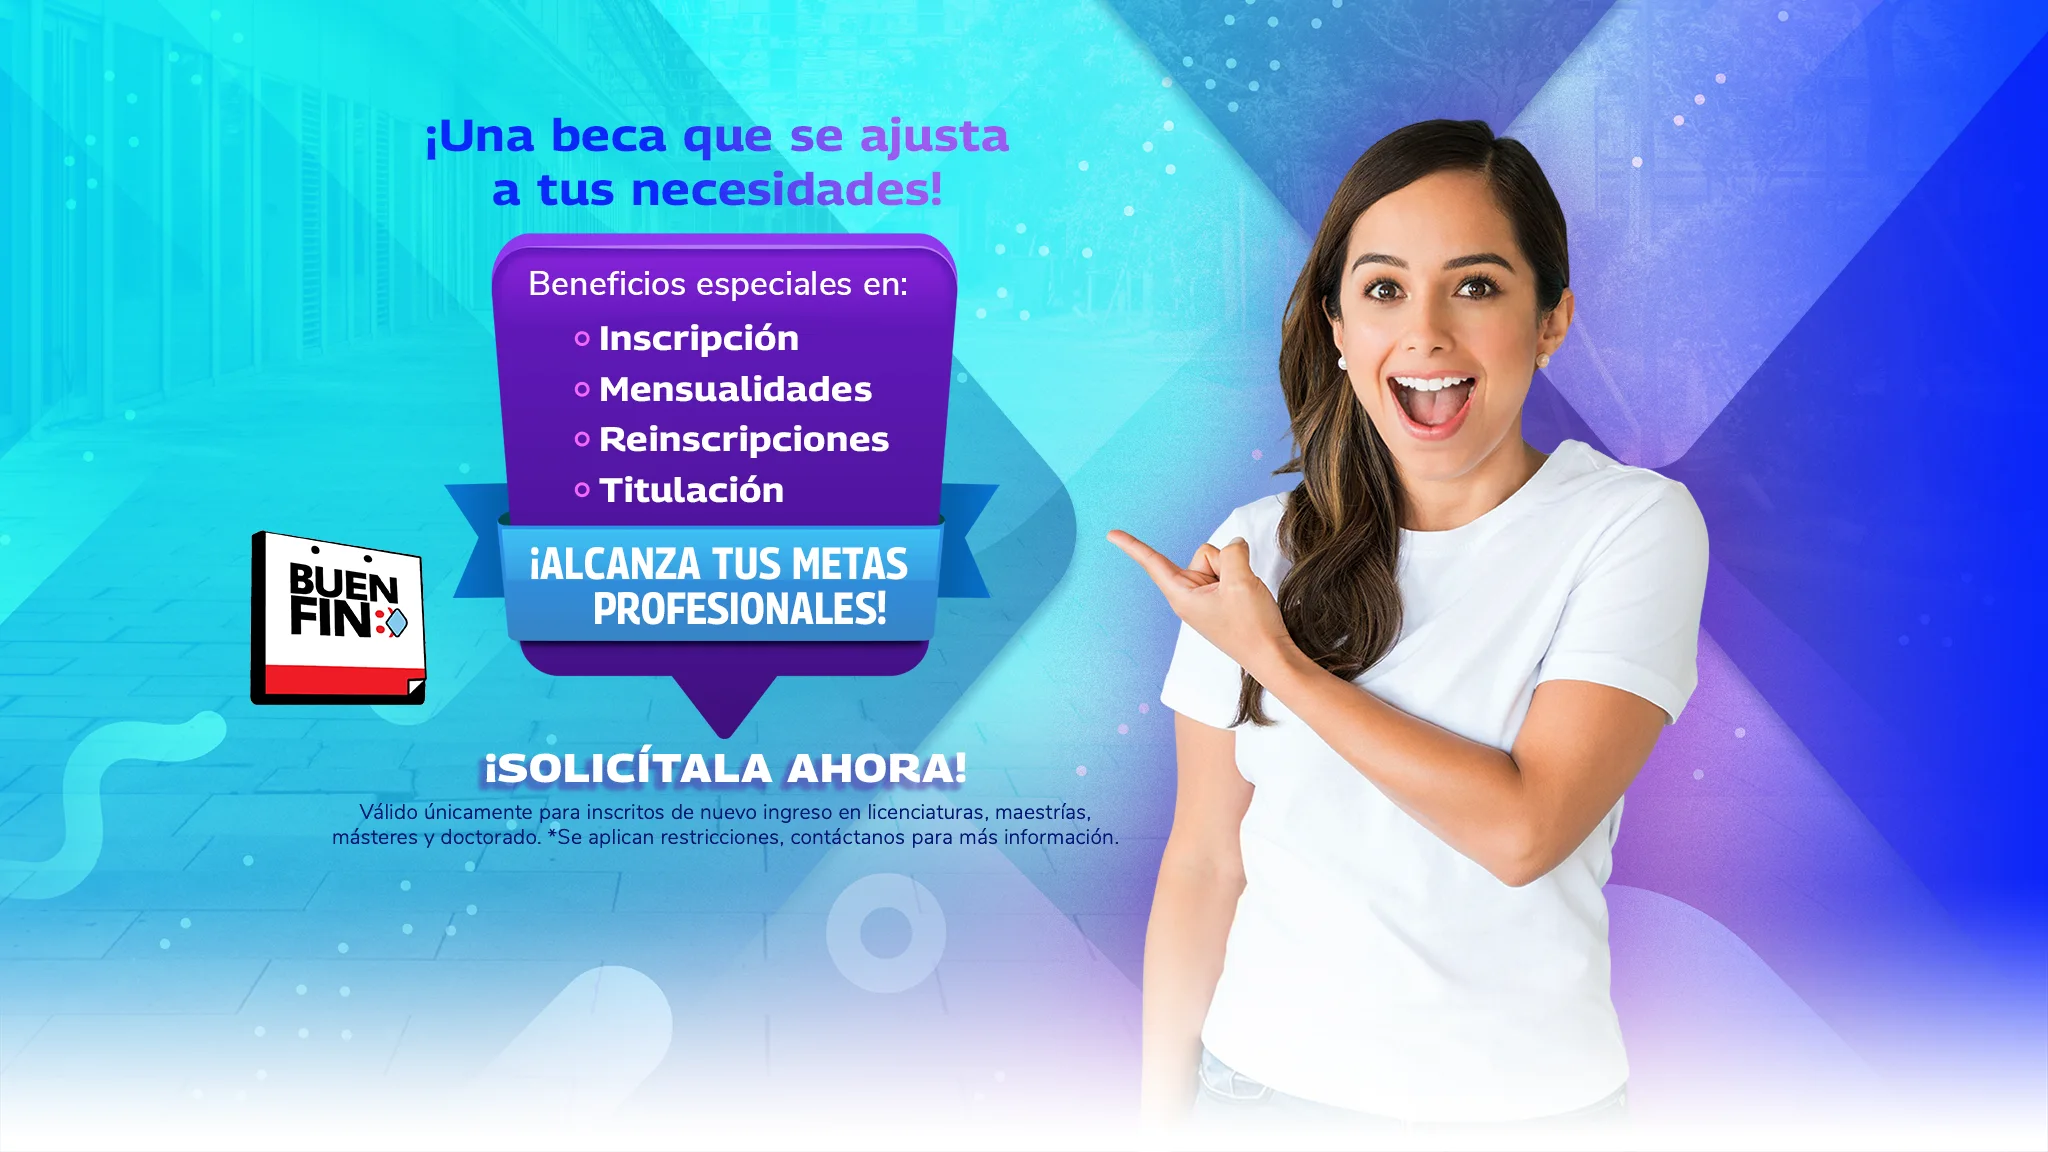 ¡Una beca que se ajusta
a tus necesidades!
Beneficios especiales en:
Inscripción
Mensualidades
Reinscripciones
Titulación
¡ALCANZA TUS METAS
PROFESIONALES!
BUEN
FIN
¡SOLICÍTALA AHORA!
Válido únicamente para inscritos de nuevo ingreso en licenciaturas, maestrías,
másteres y doctorado. *Se aplican restricciones, contáctanos para más información.